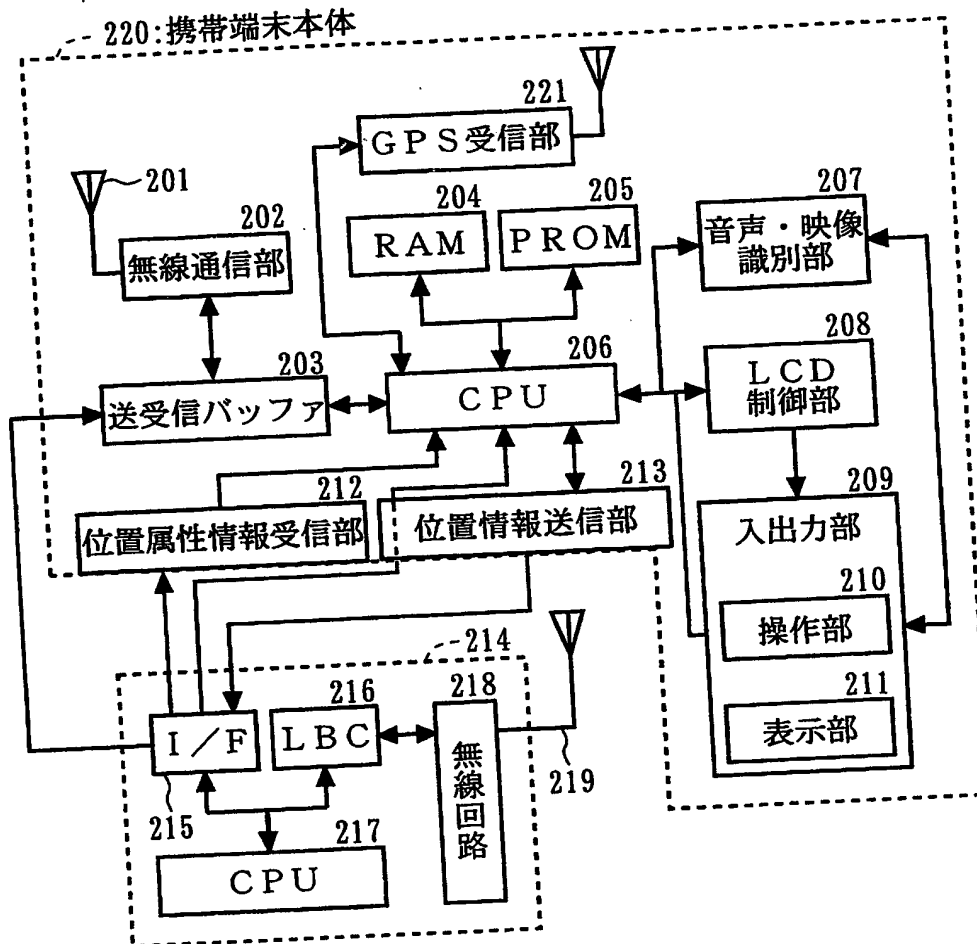 220:携帯端末本体
221
GPS受信部
201
202
無線通信部
204
RAM
205
PROM
207
音声・映像
識別部
203
送受信バッファ
206
CPU
208
LCD
制御部
212
位置属性情報受信部
213
位置情報送信部
209
入出力部
210
操作部
211
表示部
214
215
I/F
216
LBC
218
無線回路
219
217
CPU